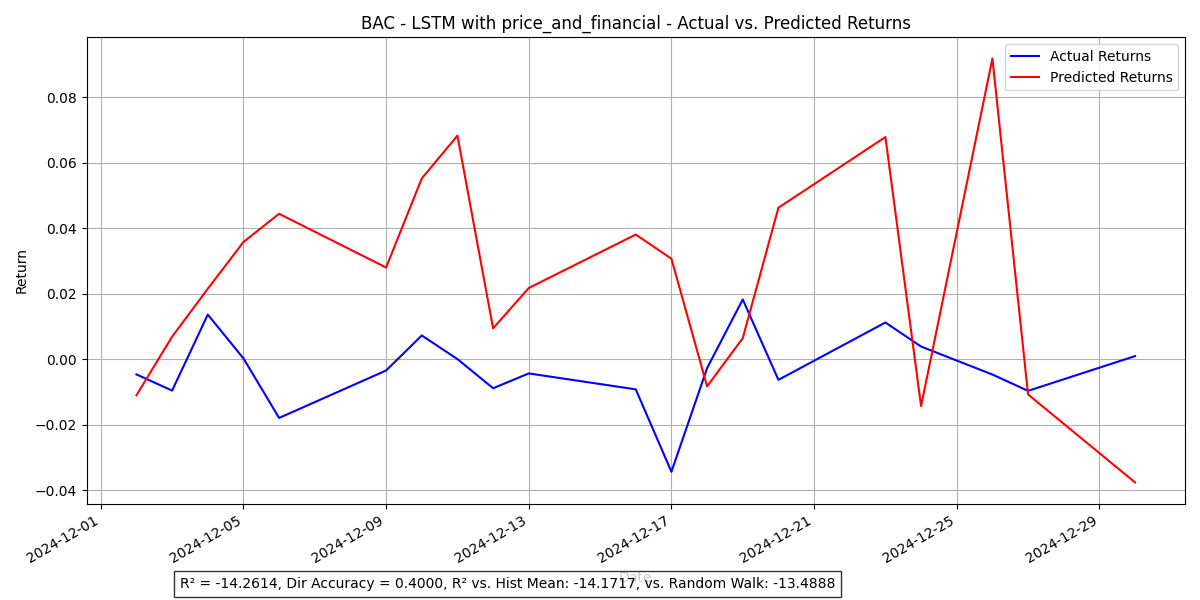 BAC - LSTM with price_and_financial - Actual vs. Predicted Returns
Actual Returns
Predicted Returns
0.08
0.06
0.04
0.02
0.00
−0.02
−0.04
Return
2024-12-01
2024-12-05
2024-12-09
2024-12-13
2024-12-17
2024-12-21
2024-12-25
2024-12-29
Date
R² = -14.2614, Dir Accuracy = 0.4000, R² vs. Hist Mean: -14.1717, vs. Random Walk: -13.4888